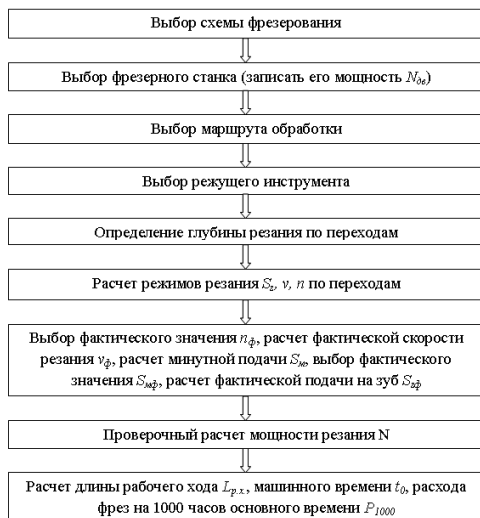 Выбор схемы фрезерования
Выбор фрезерного станка (записать его мощность Nдв)
Выбор маршрута обработки
Выбор режущего инструмента
Определение глубины резания по переходам
Расчет режимов резания Sz, v, n по переходам
Выбор фактического значения nф, расчет фактической скорости
резания vф, расчет минутной подачи Sм, выбор фактического
значения Sмф, расчет фактической подачи на зуб Szф
Проверочный расчет мощности резания N
Расчет длины рабочего хода Lр.х., машинного времени t0, расхода
фрез на 1000 часов основного времени P1000